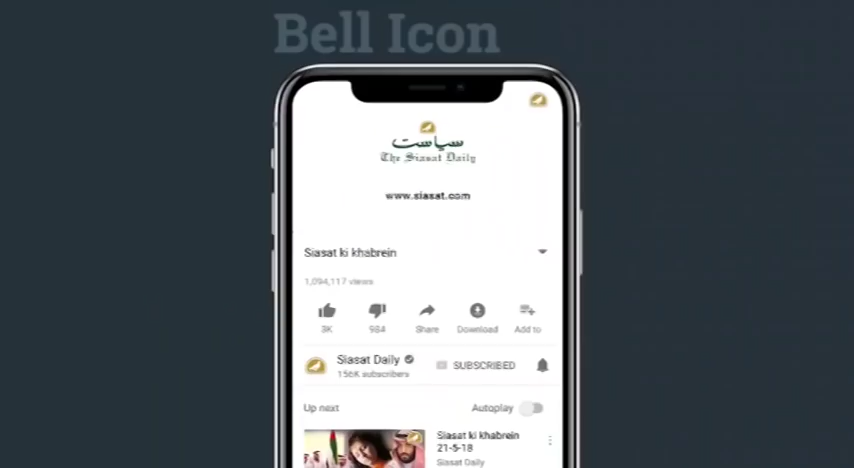 Bell Icon
سیاست
The Siasat Daily
www.siasat.com
Siasat ki khabrein
1,094,117 views
3K
984
Share
Download
Add to
Siasat Daily
156K subscribers
SUBSCRIBED
Up next
Autoplay
Siasat ki khabrein
21-5-18
Siasat Daily